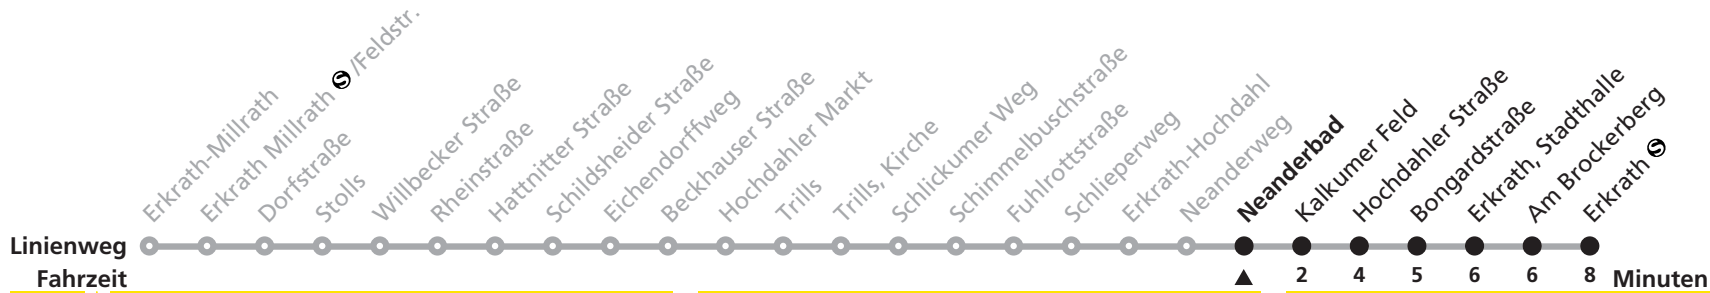 Erkrath-Millrath
Erkrath Millrath S /Feldstr.
Dorfstraße
Stolls
Willbecker Straße
Rheinstraße
Hattnitter Straße
Schildsheider Straße
Eichendorffweg
Beckhauser Straße
Hochdahler Markt
Trills
Trills, Kirche
Schlickumer Weg
Schimmelbuschstraße
Fuhlrottstraße
Schlieperweg
Erkrath-Hochdahl
Neanderweg
Neanderbad
Kalkumer Feld
Hochdahler Straße
Bongardstraße
Erkrath, Stadthalle
Am Brockerberg
Erkrath S
Linienweg
Fahrzeit 2 4 5 6 6 8 Minuten